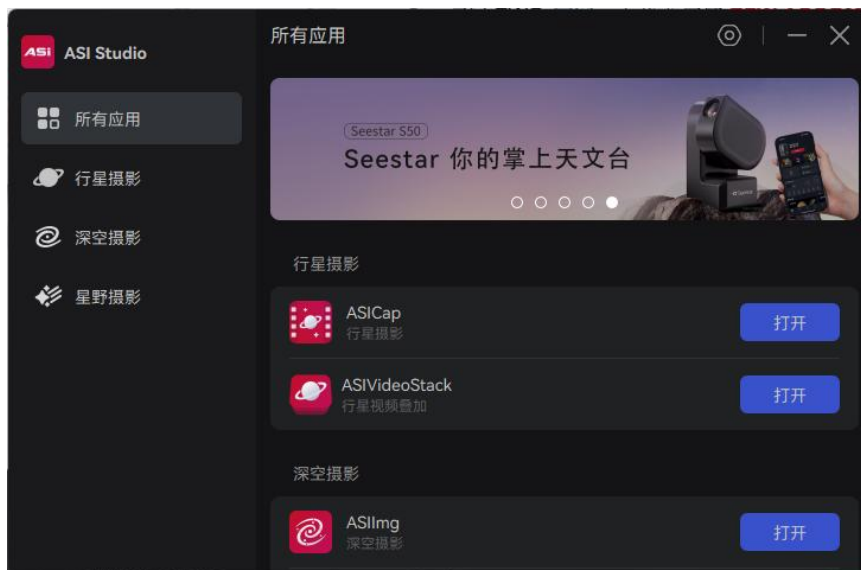 ASI ASI Studio
所有应用
行星摄影
深空摄影
星野摄影
所有应用
Seestar S50
Seestar 你的掌上天文台
行星摄影
ASICap
行星摄影
打开
ASIVideoStack
行星视频叠加
打开
深空摄影
ASIImg
深空摄影
打开